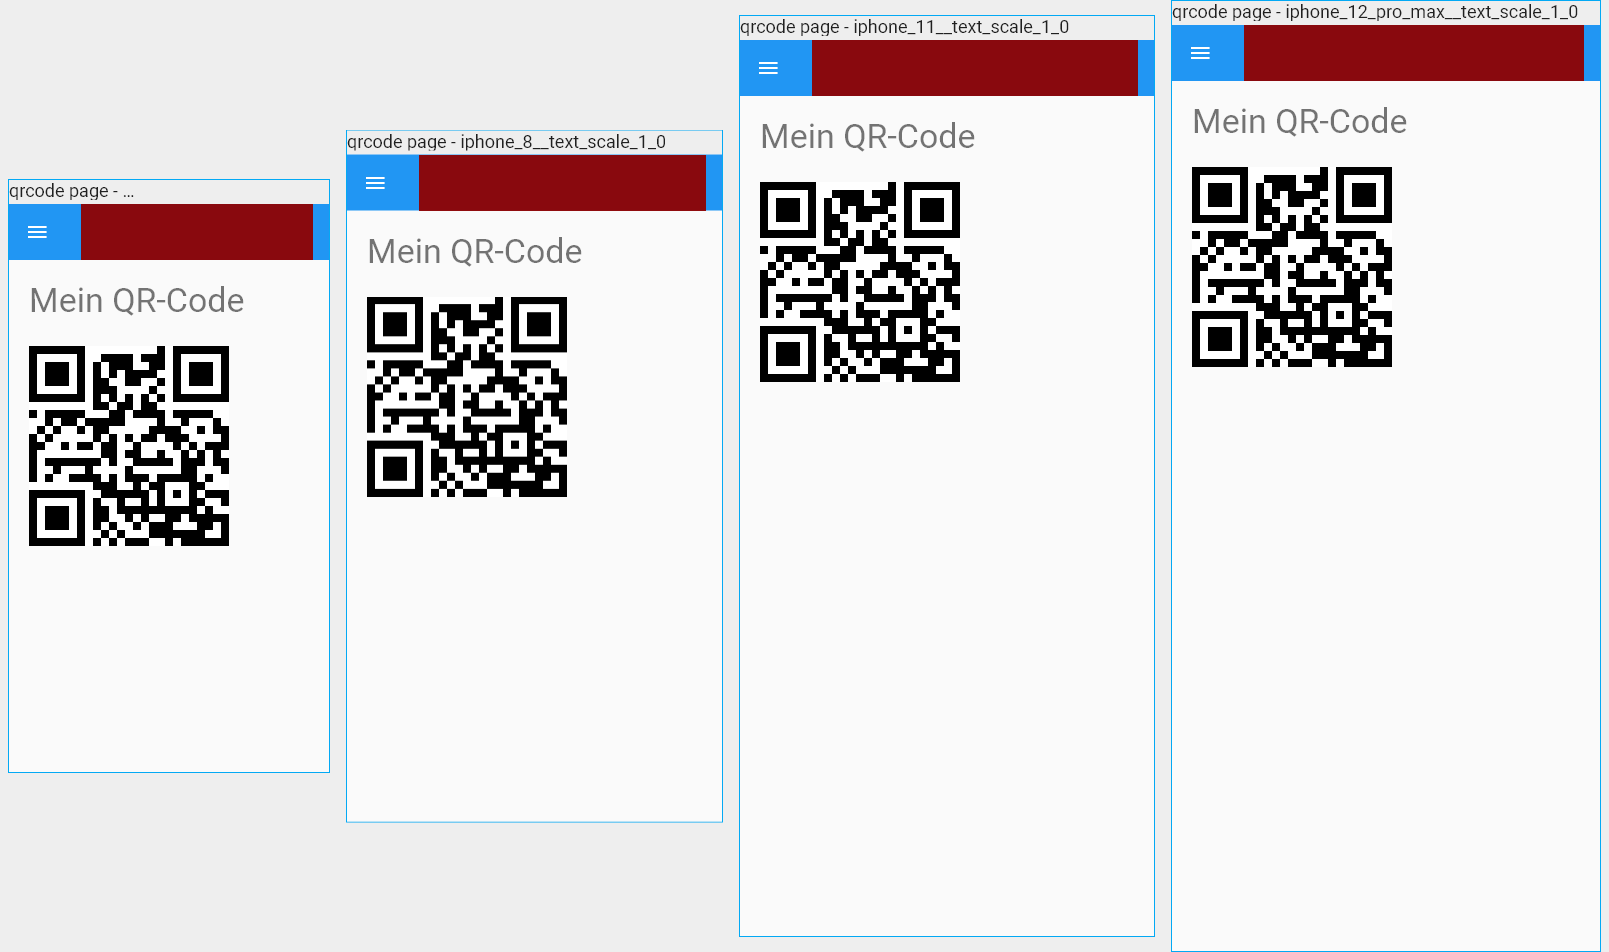 qrcode page - ...
Mein QR-Code
qrcode page - iphone_8__text_scale_1_0
Mein QR-Code
qrcode page - iphone_11__text_scale_1_0
Mein QR-Code
qrcode page - iphone_12_pro_max__text_scale_1_0
Mein QR-Code